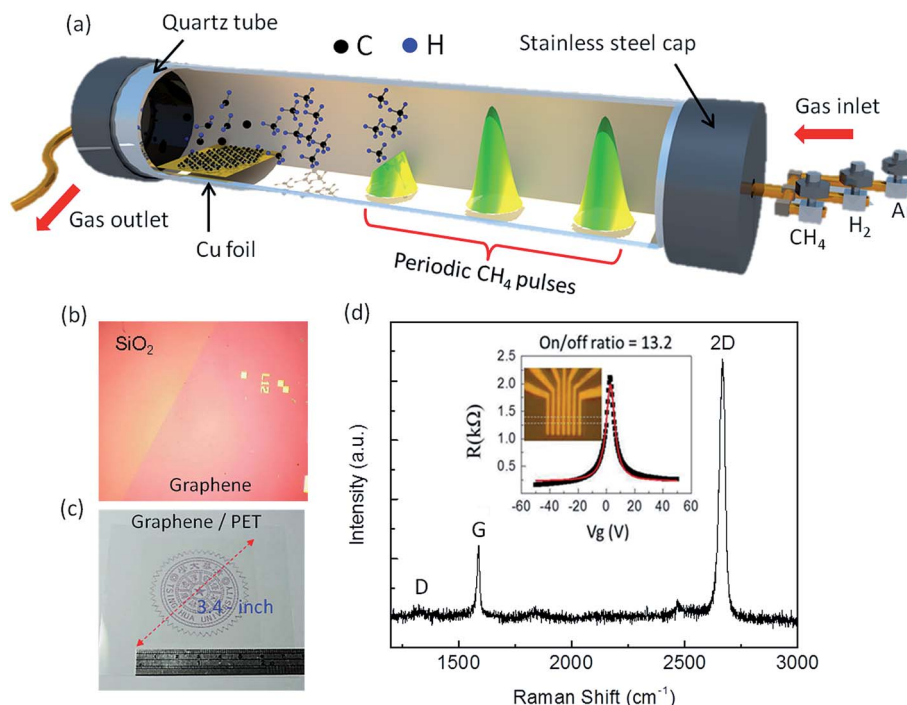 (a)
Quartz tube
C
H
Stainless steel cap
Gas inlet
Gas outlet
Cu foil
CH4
H2
A
Periodic CH4 pulses
(b)
SiO2
L12
Graphene
(c)
Graphene / PET
3.4 - inch
(d)
On/off ratio = 13.2
2D
G
D
R(kΩ)
2.5
2.0
1.5
1.0
0.5
-60 -40 -20 0 20 40 60
Vg (V)
Intensity (a.u.)
1500 2000 2500 3000
Raman Shift (cm-1)